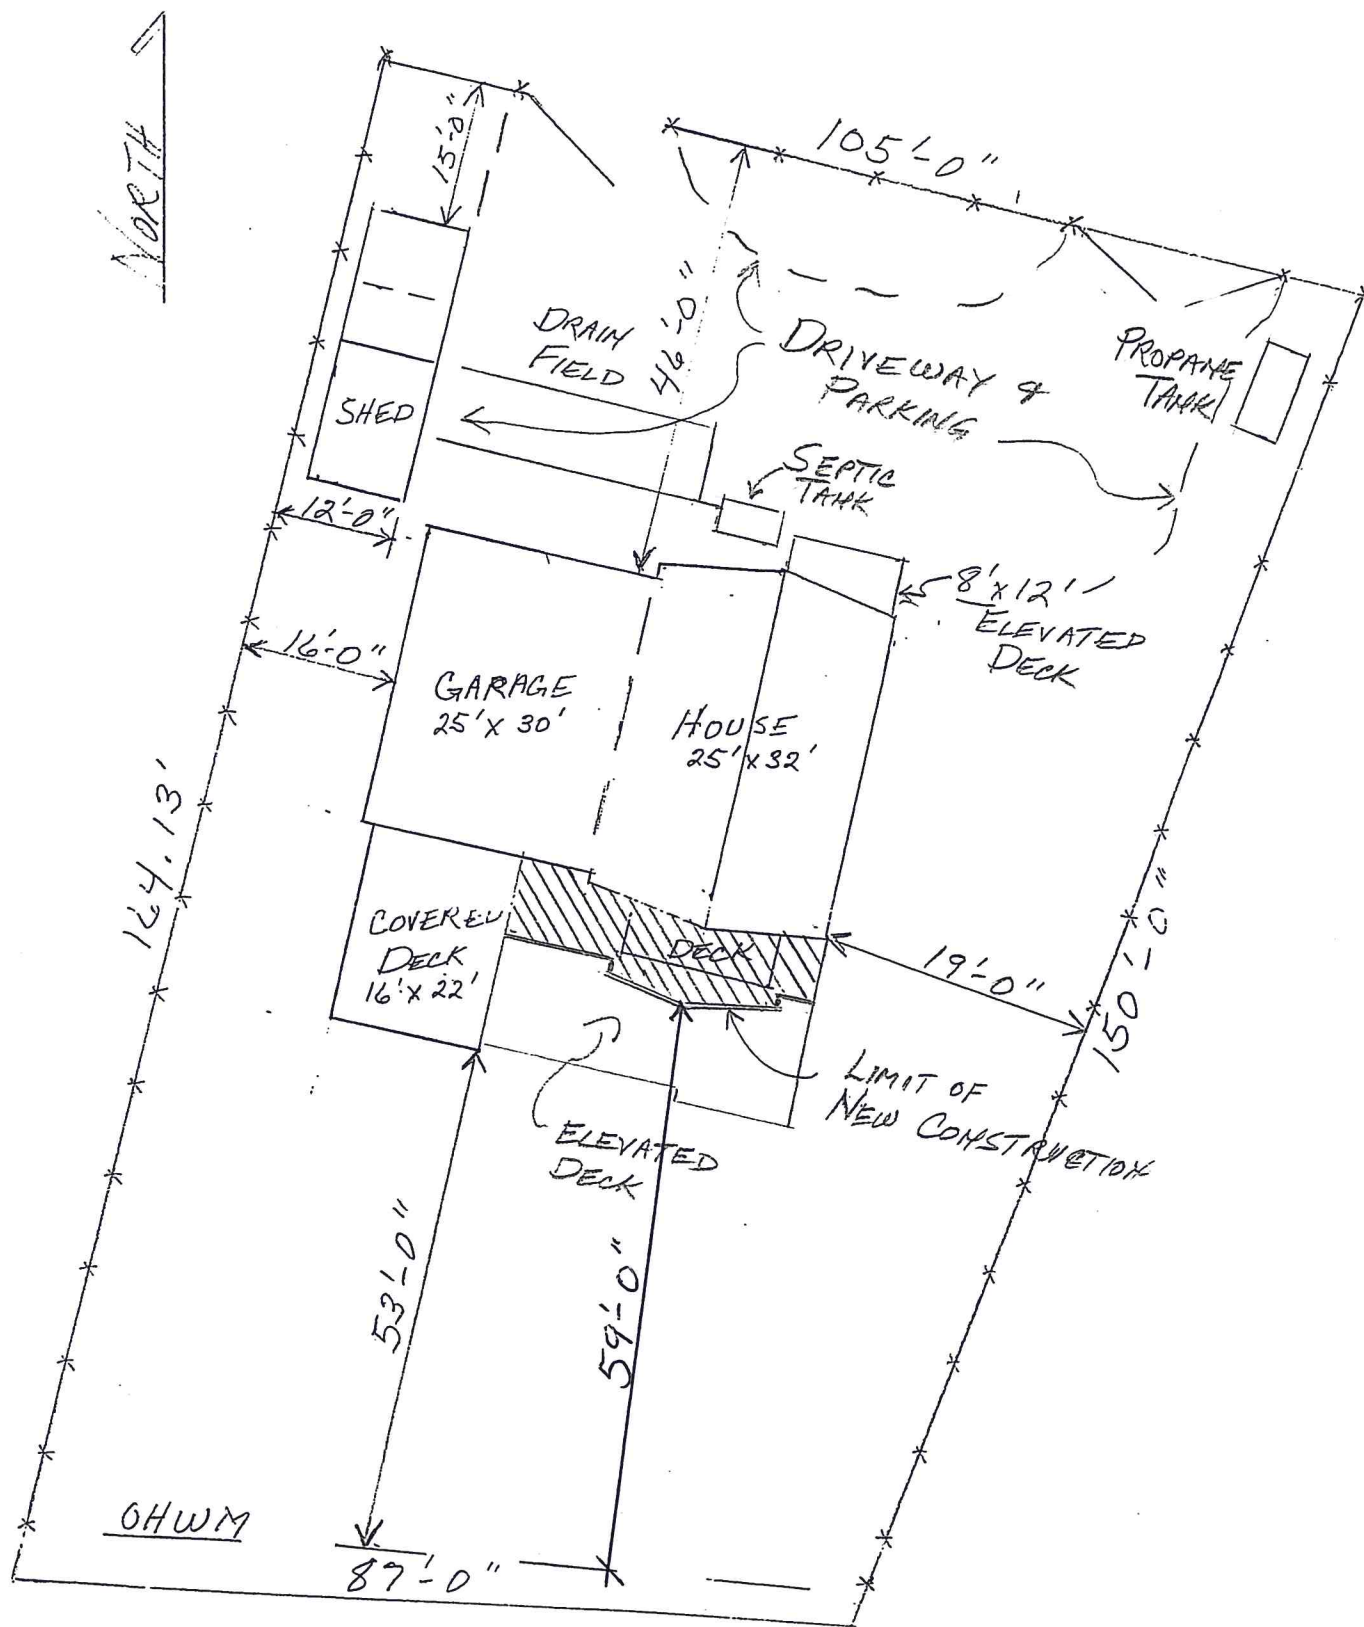 NORTH
105'-0"
15'-0"
46'-0"
DRAIN
FIELD
DRIVEWAY &
PARKING
PROPANE
TANK
SHED
SEPTIC
TANK
12'-0"
8'x12'
ELEVATED
DECK
16'-0"
GARAGE
25'x 30'
HOUSE
25'x32'
164.13'
COVERED
DECK
16'x 22'
DECK
19'-0"
150'-0"
LIMIT OF
NEW CONSTRUCTION
ELEVATED
DECK
53'-0"
59'-0"
OHWM
87'-0"